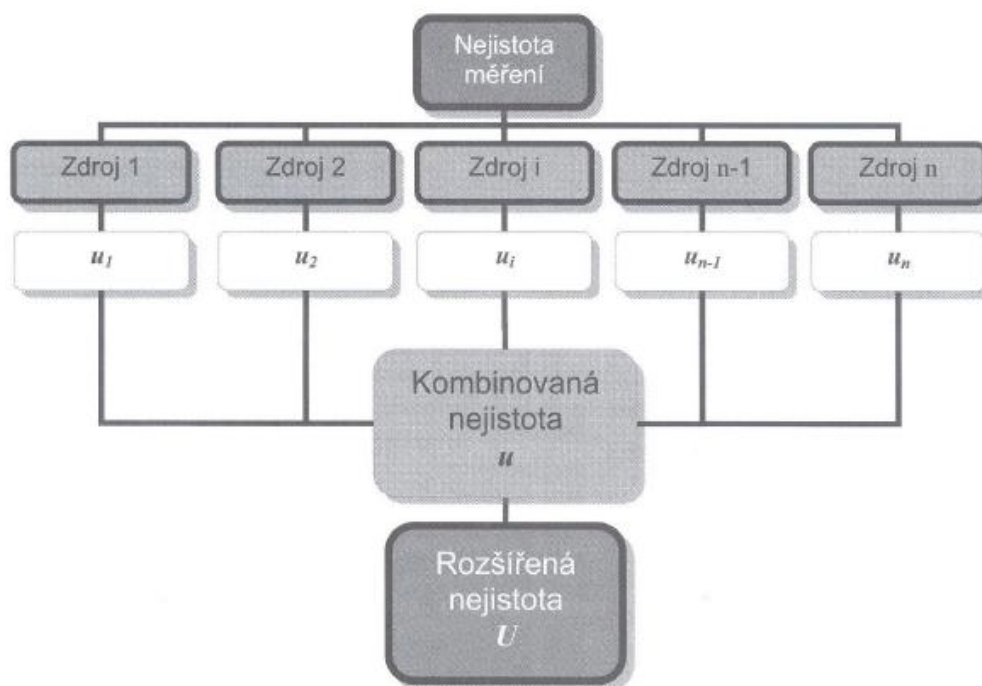 Nejistota
měření
Zdroj 1
Zdroj 2
Zdroj i
Zdroj n-1
Zdroj n
u₁
u₂
uᵢ
uₙ₋₁
uₙ
Kombinovaná
nejistota
u
Rozšířená
nejistota
U